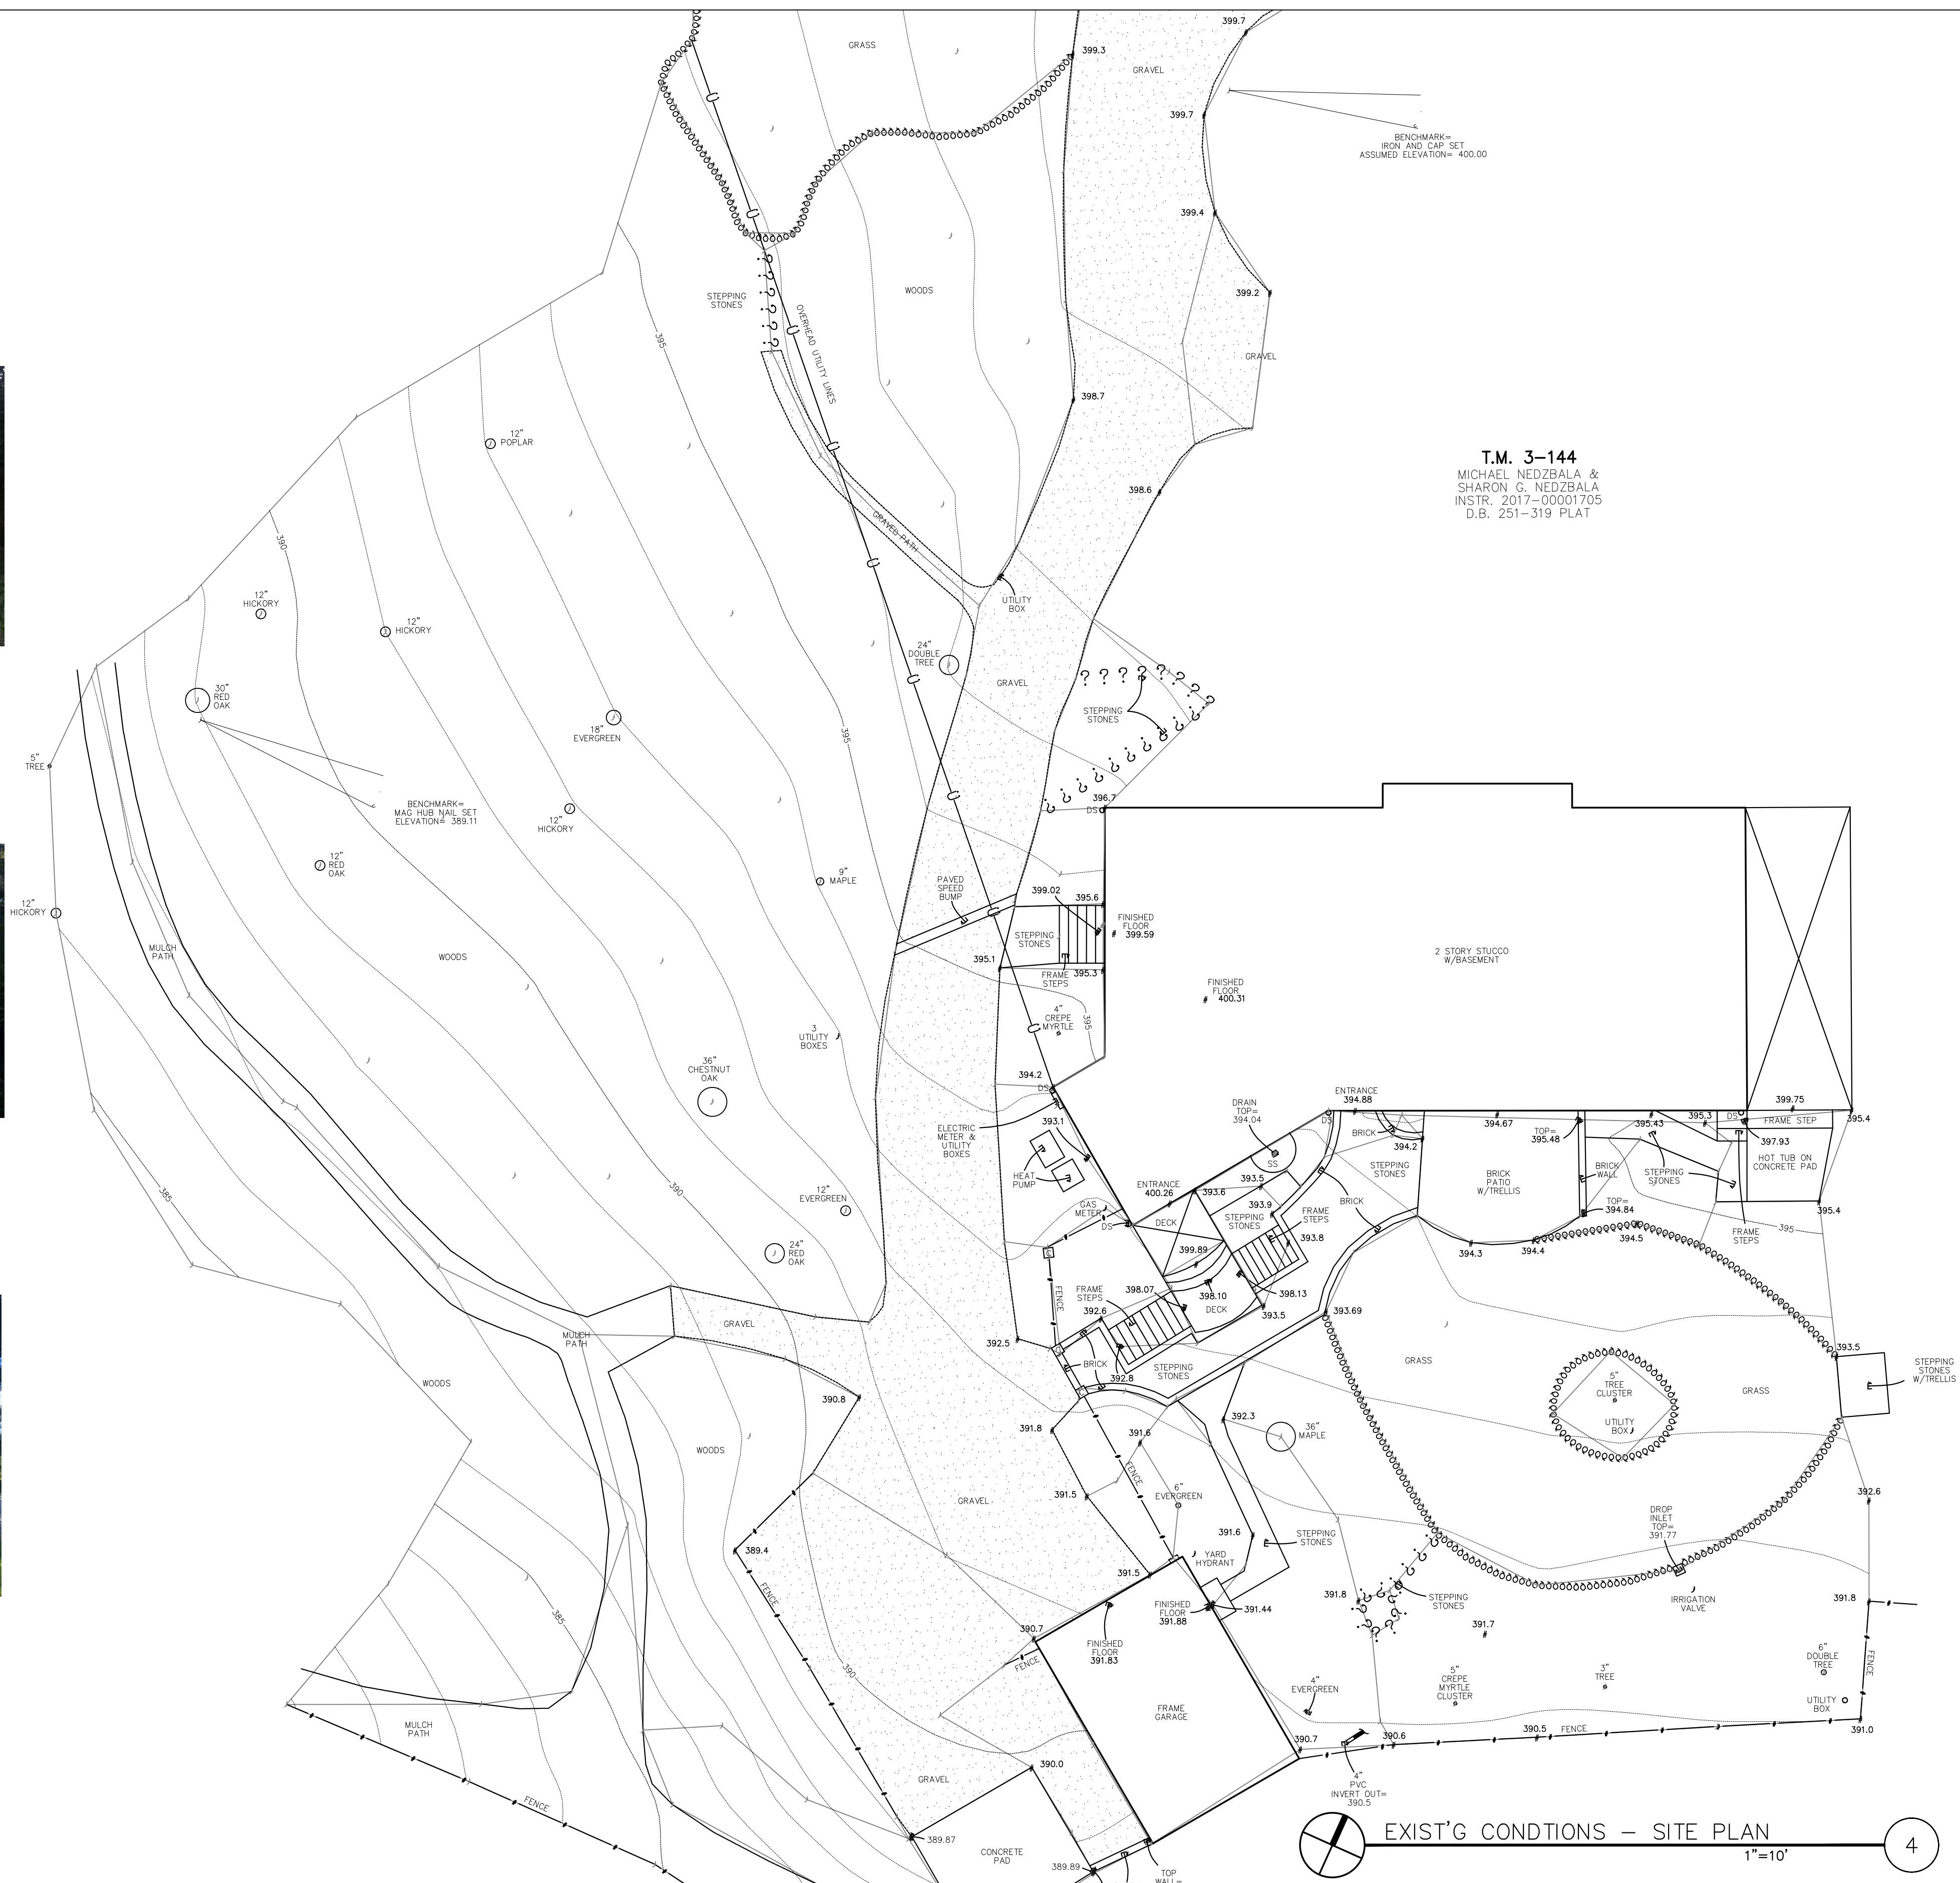 399.7
GRASS
399.3
GRAVEL
399.7
BENCHMARK=
IRON AND CAP SET
ASSUMED ELEVATION= 400.00
399.4
399.2
STEPPING
STONES
WOODS
OVERHEAD UTILITY LINES
395
GRAVEL
398.7
12"
POPLAR
T.M. 3-144
MICHAEL NEDZBALA &
SHARON G. NEDZBALA
INSTR. 2017-00001705
D.B. 251-319 PLAT
398.6
GRAVEL PATH
390
12"
HICKORY
12"
HICKORY
UTILITY
BOX
24"
DOUBLE
TREE
GRAVEL
30"
RED
OAK
18"
EVERGREEN
STEPPING
STONES
395
5"
TREE
BENCHMARK=
MAG HUB NAIL SET
ELEVATION= 389.11
12"
HICKORY
396.7
DS
12"
RED
OAK
9"
MAPLE
PAVED
SPEED
BUMP
399.02
395.6
12"
HICKORY
FINISHED
FLOOR
399.59
STEPPING
STONES
MULCH
PATH
WOODS
2 STORY STUCCO
W/BASEMENT
395.1
FRAME
STEPS
395.3
FINISHED
FLOOR
400.31
4"
CREPE
MYRTLE
395
3
UTILITY
BOXES
36"
CHESTNUT
OAK
394.2
DS
ENTRANCE
394.88
DRAIN
TOP=
394.04
393.1
ELECTRIC
METER &
UTILITY
BOXES
DS
BRICK
394.2
394.67
TOP=
395.48
395.43
395.3
DS
399.75
FRAME STEP
395.4
397.93
HEAT
PUMP
SS
STEPPING
STONES
BRICK
PATIO
W/TRELLIS
BRICK
WALL
STEPPING
STONES
HOT TUB ON
CONCRETE PAD
385
390
12"
EVERGREEN
ENTRANCE
400.26
393.6
393.5
393.9
BRICK
GAS
METER
DS
DECK
STEPPING
STONES
FRAME
STEPS
TOP=
394.84
395.4
395
FRAME
STEPS
24"
RED
OAK
399.89
393.8
394.3
394.4
394.5
FENCE
FRAME
STEPS
398.07
398.10
398.13
392.6
DECK
393.5
393.69
GRAVEL
MULCH
PATH
392.5
BRICK
392.8
STEPPING
STONES
GRASS
5"
TREE
CLUSTER
UTILITY
BOX
GRASS
393.5
STEPPING
STONES
W/TRELLIS
WOODS
390.8
391.8
391.6
392.3
36"
MAPLE
WOODS
FENCE
GRAVEL
391.5
6"
EVERGREEN
392.6
DROP
INLET
TOP=
391.77
391.6
STEPPING
STONES
389.4
YARD
HYDRANT
391.5
FENCE
391.8
STEPPING
STONES
IRRIGATION
VALVE
391.8
385
FINISHED
FLOOR
391.88
391.44
391.7
390.7
FINISHED
FLOOR
391.83
FENCE
390
6"
DOUBLE
TREE
FENCE
4"
EVERGREEN
5"
CREPE
MYRTLE
CLUSTER
3"
TREE
UTILITY
BOX
FRAME
GARAGE
MULCH
PATH
390.7
390.6
390.5
FENCE
391.0
390.0
GRAVEL
4"
PVC
INVERT OUT=
390.5
FENCE
389.87
CONCRETE
PAD
389.89
TOP
WALL=
EXIST'G CONDTIONS – SITE PLAN
1"=10'
4